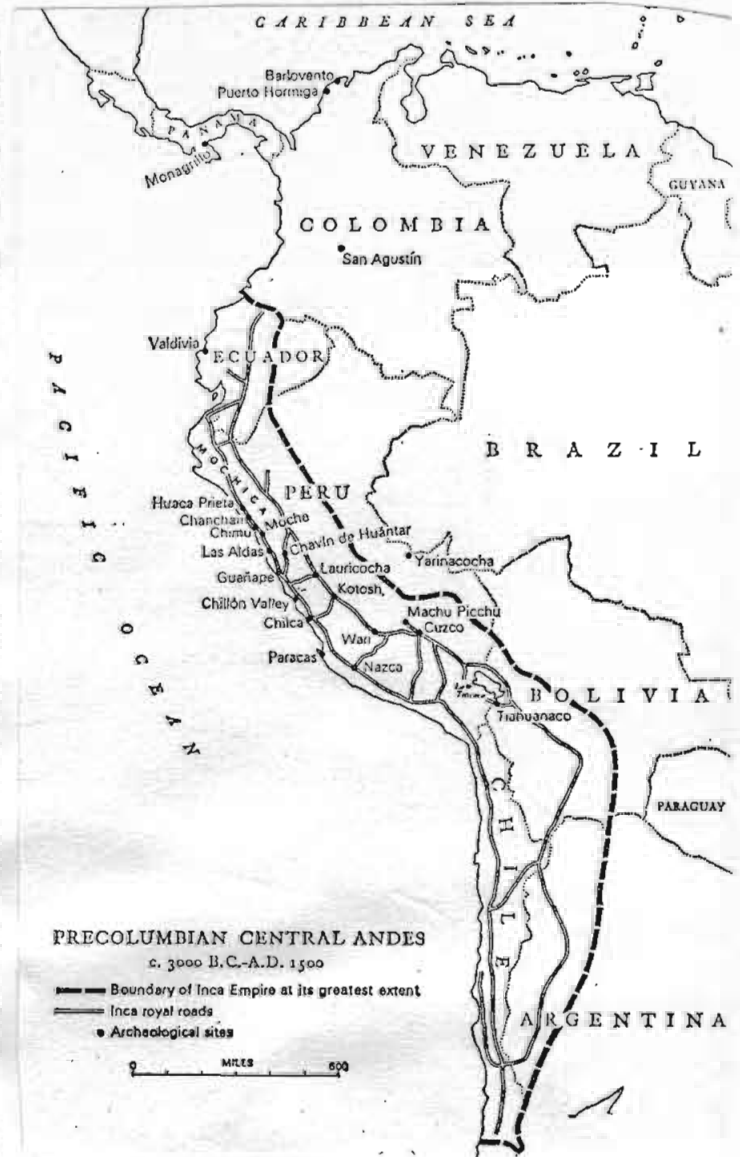 CARIBBEAN SEA
Barlovento
Puerto Hormiga
PANAMA
Monagrillo
VENEZUELA
GUYANA
COLOMBIA
San Agustín
Valdivia
ECUADOR
PACIFIC OCEAN
BRAZIL
MOCHICA
PERU
Huaca Prieta
Chanchan
Moche
Chimu
Chavín de Huántar
Las Aldas
Yarinacocha
Lauricocha
Guañape
Kotosh
Chillón Valley
Machu Picchu
Chilca
Cuzco
Wari
Paracas
Nazca
BOLIVIA
Tiahuanaco
CHILE
PARAGUAY
PRECOLUMBIAN CENTRAL ANDES
c. 3000 B.C.-A.D. 1500
Boundary of Inca Empire at its greatest extent
Inca royal roads
Archeological sites
ARGENTINA
MILES
0 600